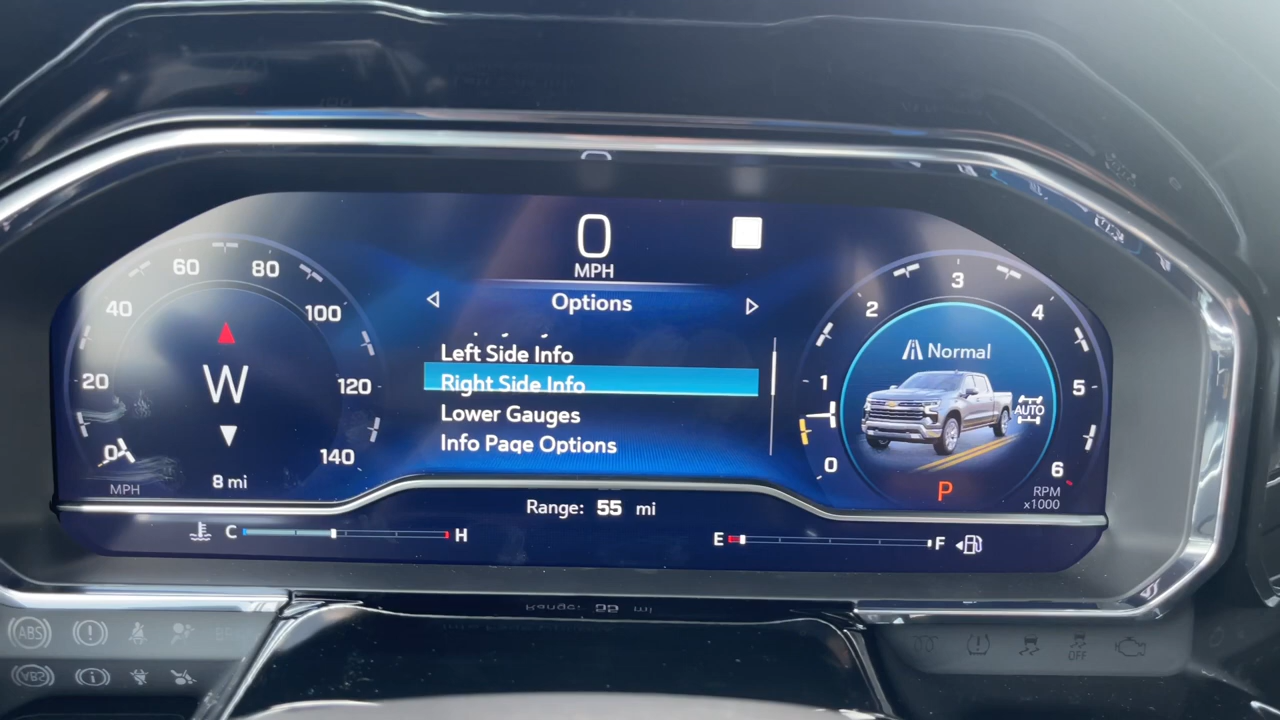 0
MPH
Options
Left Side Info
Right Side Info
Lower Gauges
Info Page Options
0
20
40
60
80
100
120
140
MPH
W
8 mi
0
1
2
3
4
5
6
RPM
x1000
Normal
AUTO
P
Range: 55 mi
C H
E F
ABS
OFF